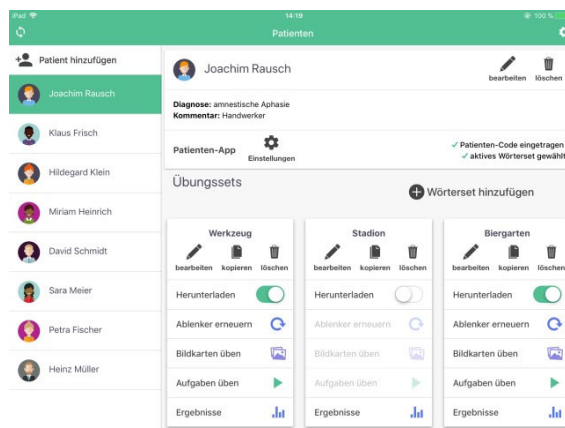 iPad 14:19 100 %
Patienten
Patient hinzufügen
Joachim Rausch
Klaus Frisch
Hildegard Klein
Miriam Heinrich
David Schmidt
Sara Meier
Petra Fischer
Heinz Müller
Joachim Rausch
bearbeiten löschen
Diagnose: amnestische Aphasie
Kommentar: Handwerker
Patienten-App
Einstellungen
✓ Patienten-Code eingetragen
✓ aktives Wörterset gewählt
Übungssets
Wörterset hinzufügen
Werkzeug
bearbeiten kopieren löschen
Herunterladen
Ablenker erneuern
Bildkarten üben
Aufgaben üben
Ergebnisse
Stadion
bearbeiten kopieren löschen
Herunterladen
Ablenker erneuern
Bildkarten üben
Aufgaben üben
Ergebnisse
Biergarten
bearbeiten kopieren löschen
Herunterladen
Ablenker erneuern
Bildkarten üben
Aufgaben üben
Ergebnisse